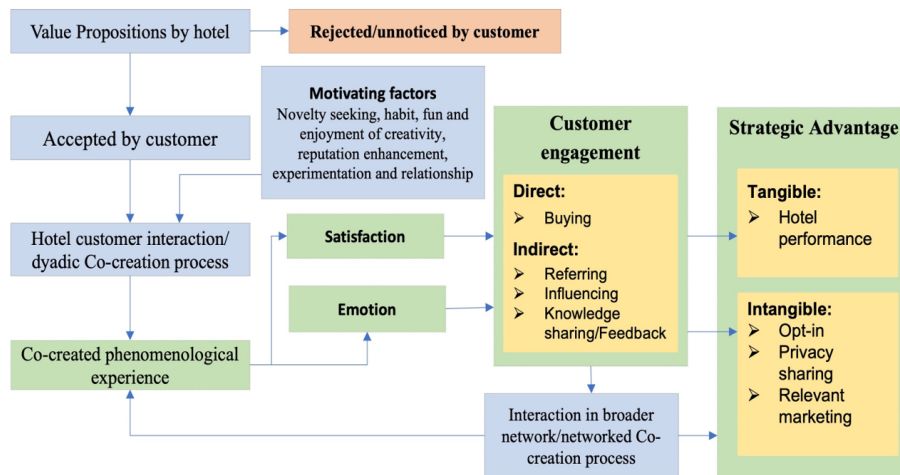 Value Propositions by hotel
Rejected/unnoticed by customer
Motivating factors
Novelty seeking, habit, fun and
enjoyment of creativity,
reputation enhancement,
experimentation and relationship
Accepted by customer
Customer
engagement
Strategic Advantage
Direct:
➢ Buying
Indirect:
➢ Referring
➢ Influencing
➢ Knowledge
sharing/Feedback
Tangible:
➢ Hotel
performance
Hotel customer interaction/
dyadic Co-creation process
Satisfaction
Emotion
Intangible:
➢ Opt-in
➢ Privacy
sharing
➢ Relevant
marketing
Co-created phenomenological
experience
Interaction in broader
network/networked Co-
creation process